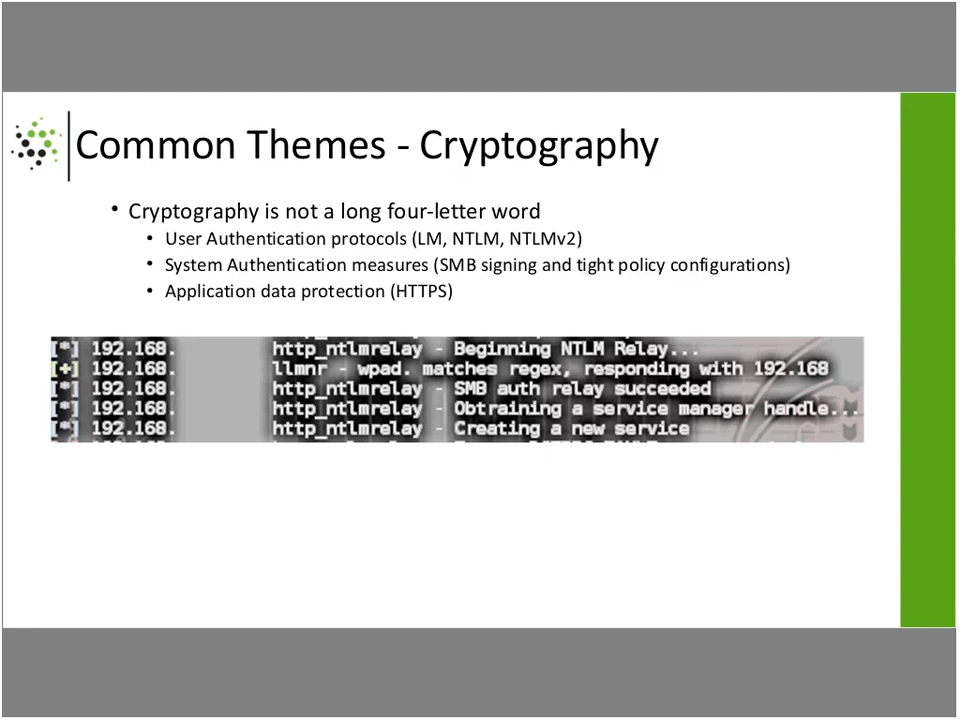 Common Themes - Cryptography
• Cryptography is not a long four-letter word
• User Authentication protocols (LM, NTLM, NTLMv2)
• System Authentication measures (SMB signing and tight policy configurations)
• Application data protection (HTTPS)
[*] 192.168. http_ntlmrelay - Beginning NTLM Relay...
[+] 192.168. llmnr - wpad. matches regex, responding with 192.168
[*] 192.168. http_ntlmrelay - SMB auth relay succeeded
[*] 192.168. http_ntlmrelay - Obtraining a service manager handle...
[*] 192.168. http_ntlmrelay - Creating a new service